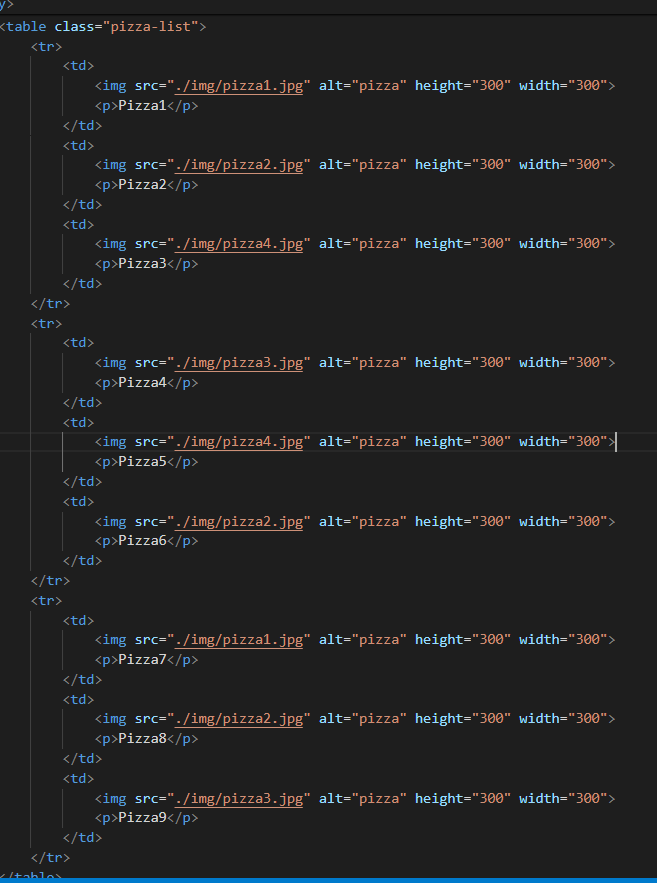 y>
<table class="pizza-list">
<tr>
<td>
<img src="./img/pizza1.jpg" alt="pizza" height="300" width="300">
<p>Pizza1</p>
</td>
<td>
<img src="./img/pizza2.jpg" alt="pizza" height="300" width="300">
<p>Pizza2</p>
</td>
<td>
<img src="./img/pizza4.jpg" alt="pizza" height="300" width="300">
<p>Pizza3</p>
</td>
</tr>
<tr>
<td>
<img src="./img/pizza3.jpg" alt="pizza" height="300" width="300">
<p>Pizza4</p>
</td>
<td>
<img src="./img/pizza4.jpg" alt="pizza" height="300" width="300">
<p>Pizza5</p>
</td>
<td>
<img src="./img/pizza2.jpg" alt="pizza" height="300" width="300">
<p>Pizza6</p>
</td>
</tr>
<tr>
<td>
<img src="./img/pizza1.jpg" alt="pizza" height="300" width="300">
<p>Pizza7</p>
</td>
<td>
<img src="./img/pizza2.jpg" alt="pizza" height="300" width="300">
<p>Pizza8</p>
</td>
<td>
<img src="./img/pizza3.jpg" alt="pizza" height="300" width="300">
<p>Pizza9</p>
</td>
</tr>
</table>